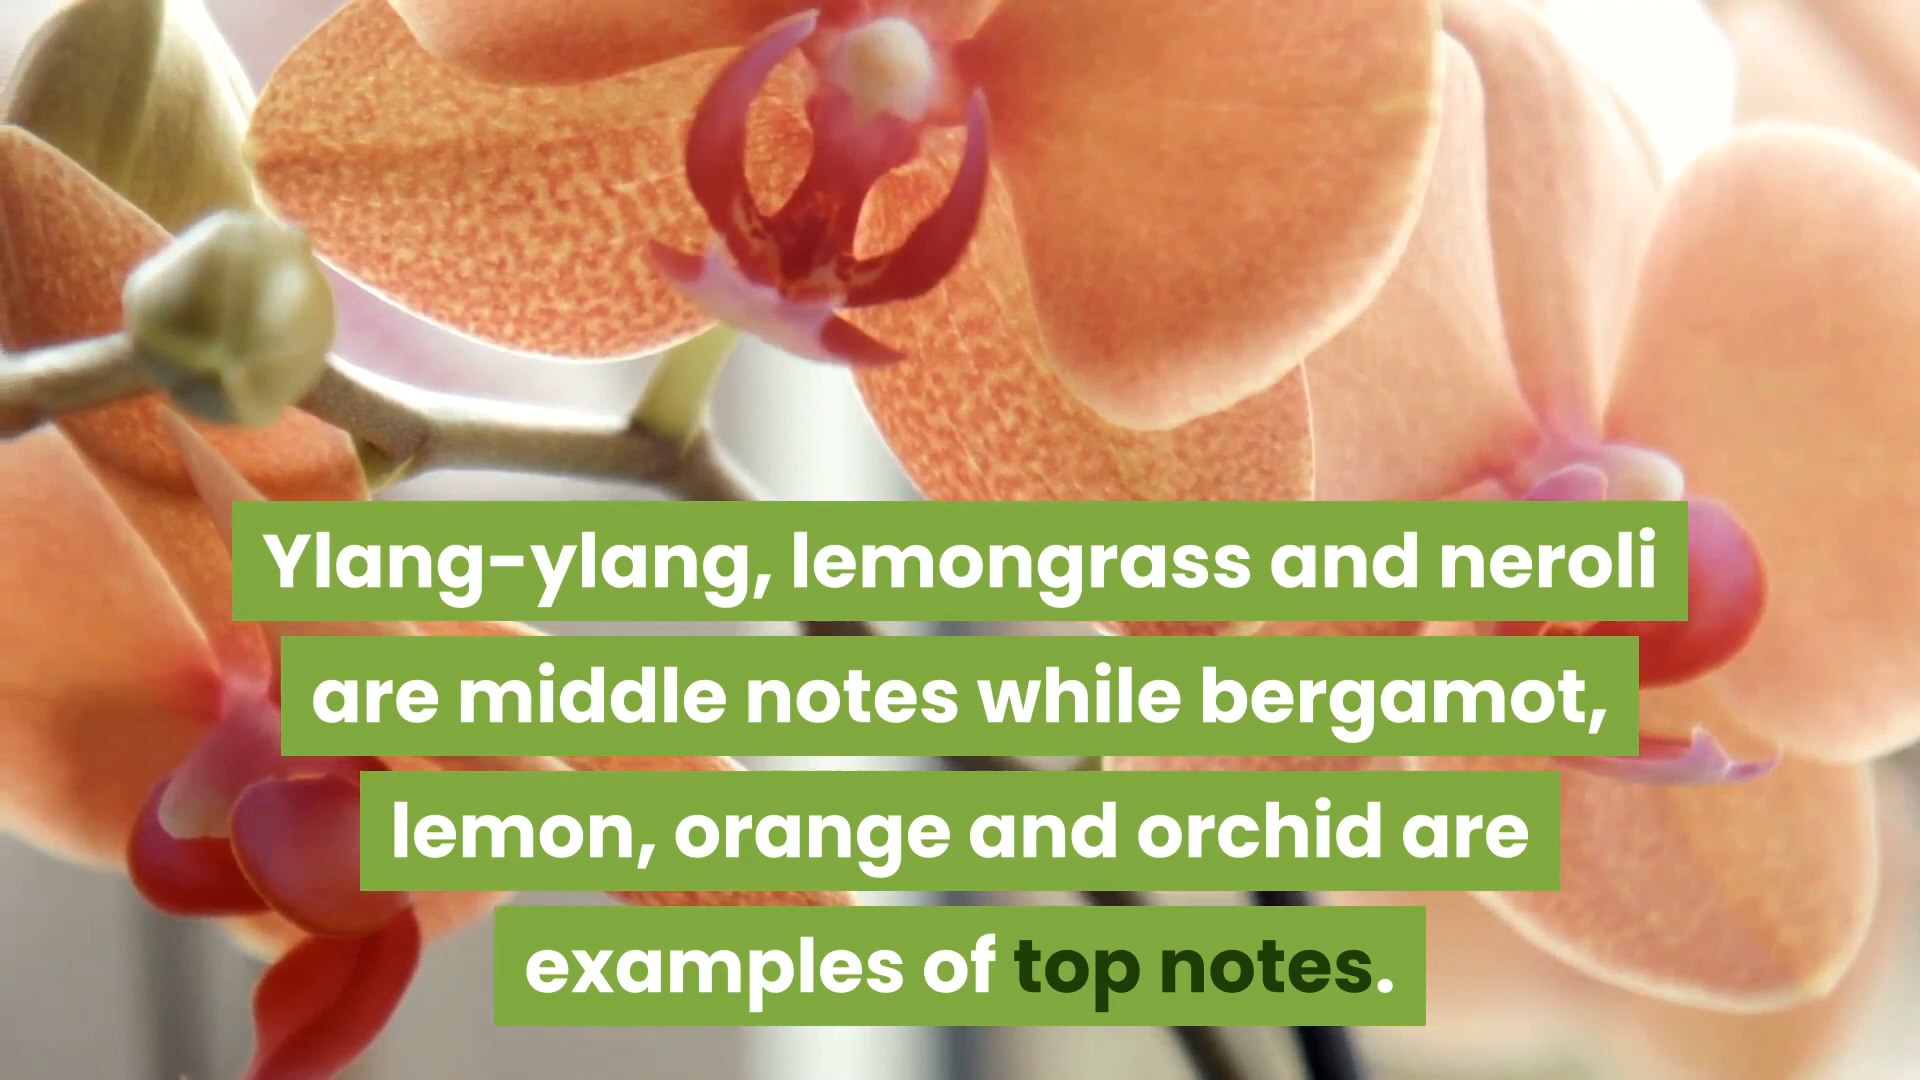 Ylang-ylang, lemongrass and neroli
are middle notes while bergamot,
lemon, orange and orchid are
examples of top notes.